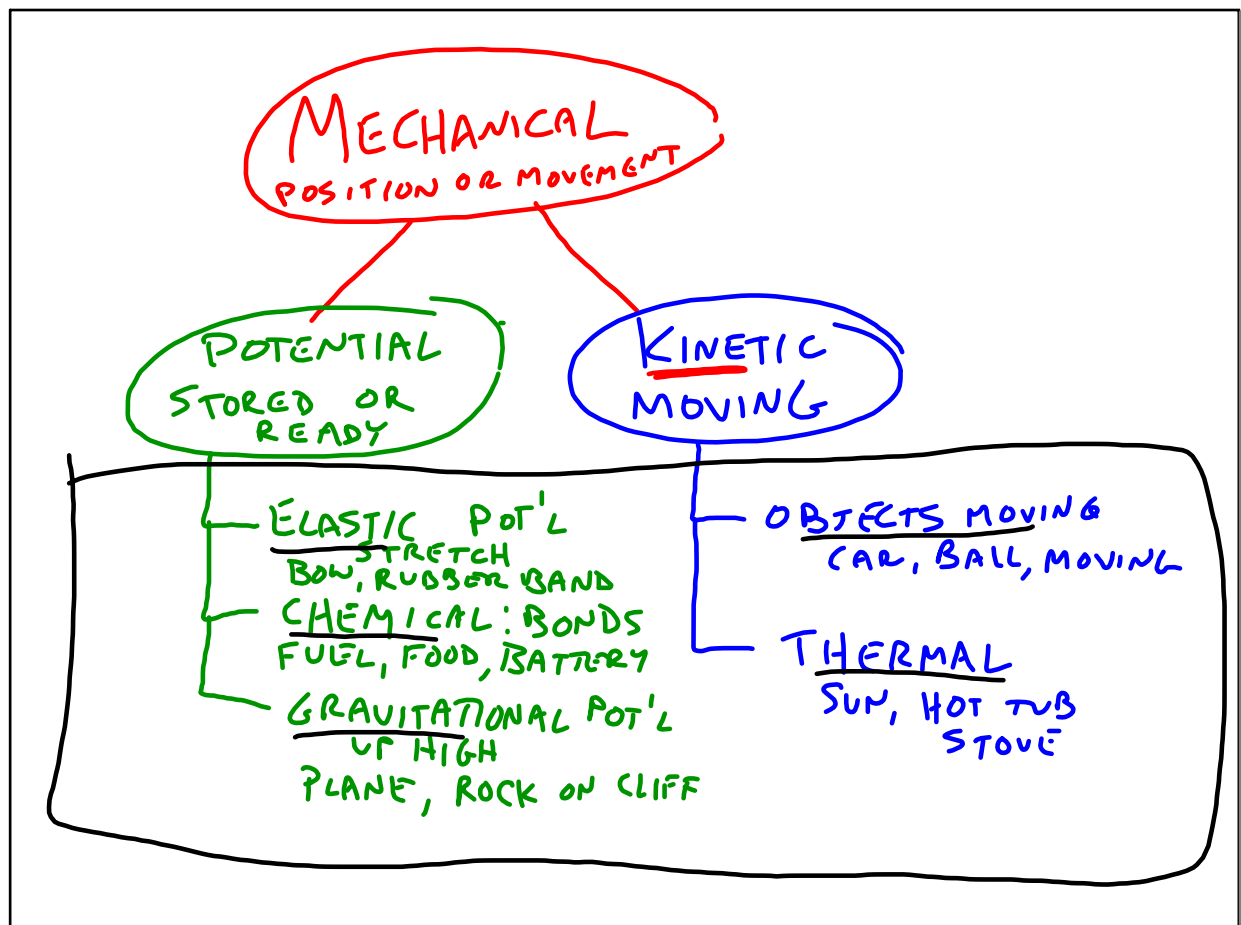 MECHANICAL
POSITION OR MOVEMENT
POTENTIAL
STORED OR
READY
KINETIC
MOVING
ELASTIC POT'L
STRETCH
BOW, RUBBER BAND
CHEMICAL: BONDS
FUEL, FOOD, BATTERY
GRAVITATIONAL POT'L
UP HIGH
PLANE, ROCK ON CLIFF
OBJECTS MOVING
CAR, BALL, MOVING
THERMAL
SUN, HOT TUB
STOVE